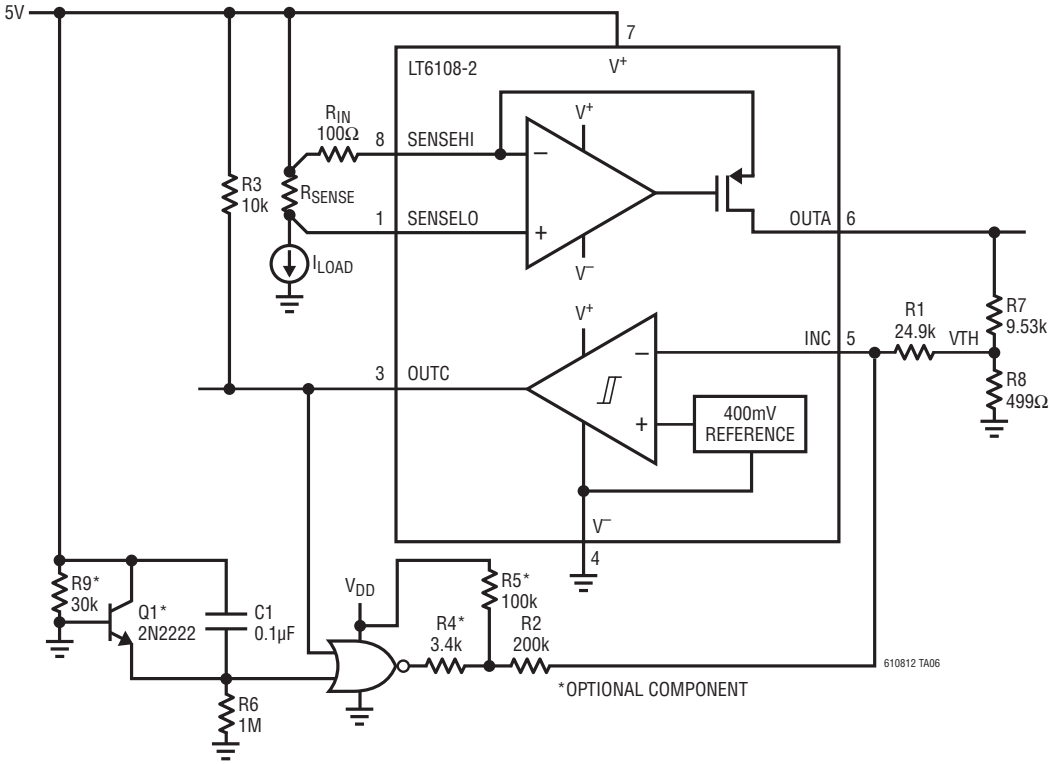 5V
7
LT6108-2
V+
RIN
100Ω
8
SENSEHI
V+
−
R3
10k
RSENSE
1
SENSELO
+
OUTA
6
ILOAD
V−
V+
R7
9.53k
R1
24.9k
INC
5
VTH
−
3
OUTC
R8
499Ω
400mV
REFERENCE
+
V−
4
R9*
30k
Q1*
2N2222
C1
0.1µF
VDD
R5*
100k
R4*
3.4k
R2
200k
610812 TA06
*OPTIONAL COMPONENT
R6
1M